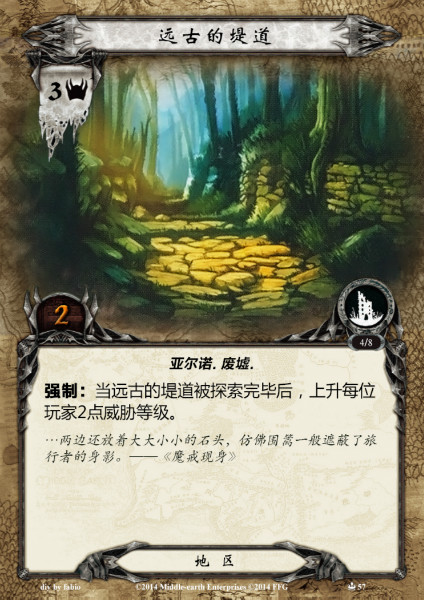 远古的堤道
3
2
4/8
亚尔诺. 废墟.
强制：当远古的堤道被探索完毕后，上升每位
玩家2点威胁等级。
…两边还放着大大小小的石头，仿佛围篱一般遮蔽了旅
行者的身影。——《魔戒现身》
地 区
diy by fabio
©2014 Middle-earth Enterprises ©2014 FFG
57